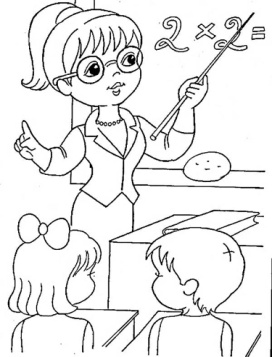 2 × 2 =